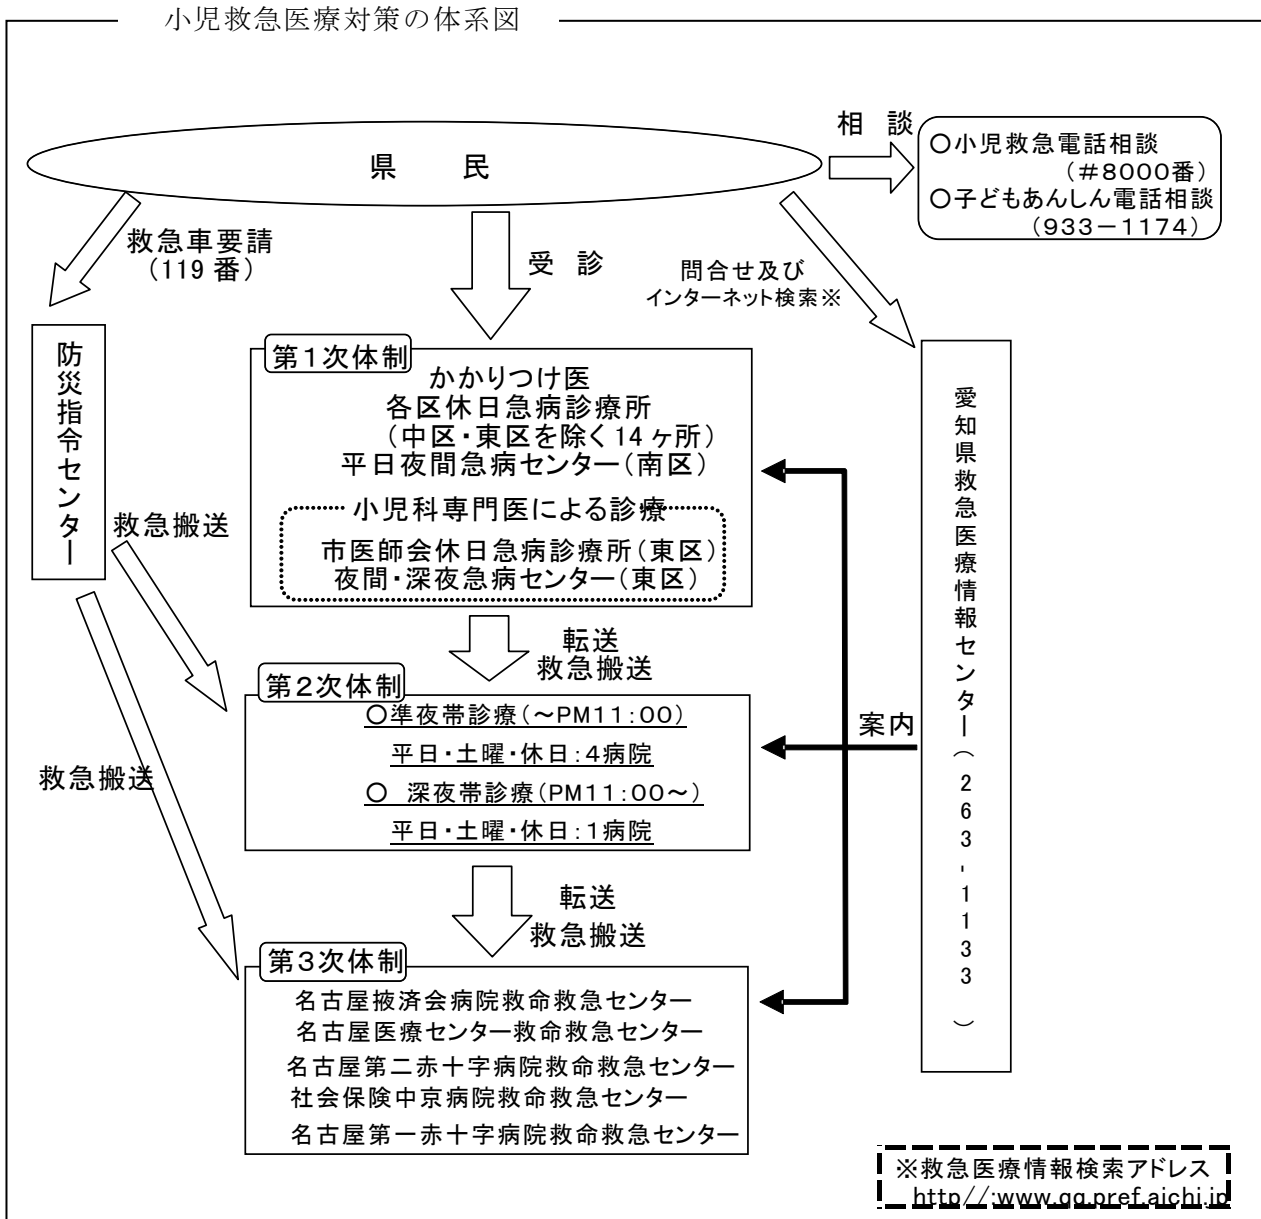 小児救急医療対策の体系図
県 民
相 談
○小児救急電話相談
（＃8000番）
○子どもあんしん電話相談
（933－1174）
救急車要請
（119 番）
受 診
問合せ及び
インターネット検索※
防災指令センター
第１次体制
かかりつけ医
各区休日急病診療所
（中区・東区を除く 14 ヶ所）
平日夜間急病センター（南区）
小児科専門医による診療
市医師会休日急病診療所（東区）
夜間・深夜急病センター（東区）
救急搬送
転送
救急搬送
第２次体制
○準夜帯診療（～PM11：00）
平日・土曜・休日：4病院
○ 深夜帯診療（PM11：00～）
平日・土曜・休日：1病院
救急搬送
転送
救急搬送
第３次体制
名古屋掖済会病院救命救急センター
名古屋医療センター救命救急センター
名古屋第二赤十字病院救命救急センター
社会保険中京病院救命救急センター
名古屋第一赤十字病院救命救急センター
案内
愛知県救急医療情報センター（263-1133 ）
※救急医療情報検索アドレス
http//:www.qq.pref.aichi.jp